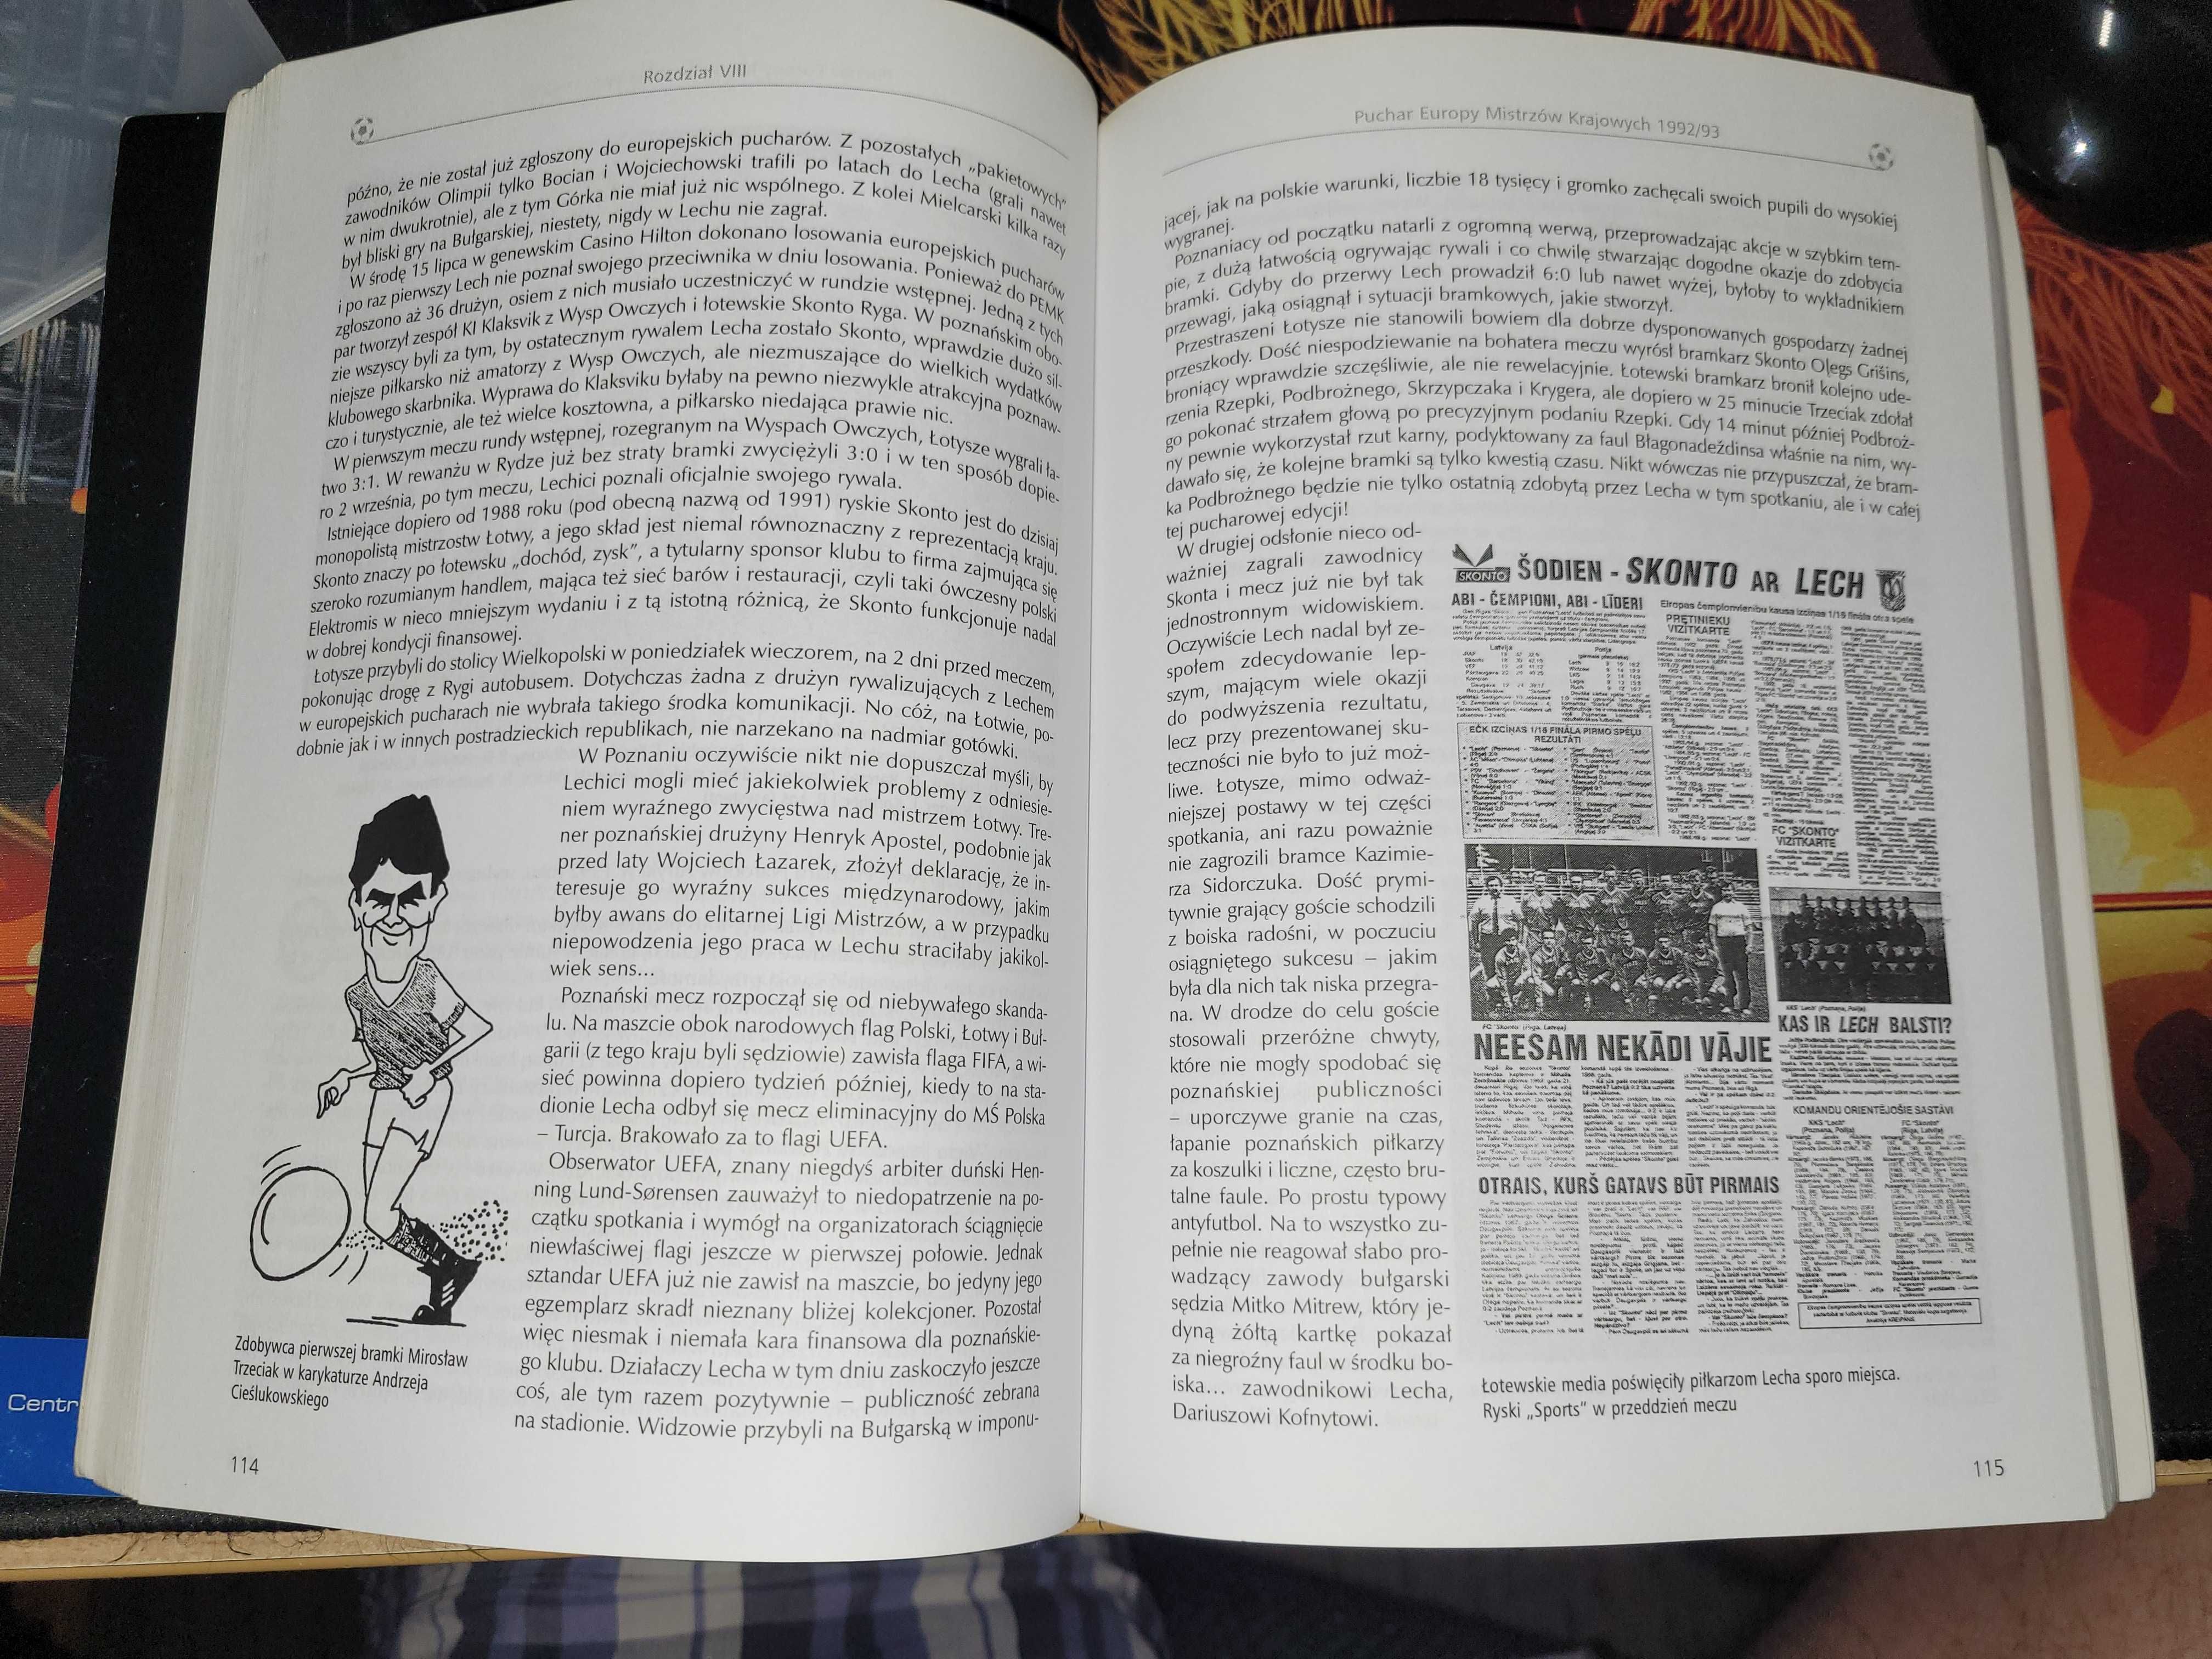 Rozdział VIII
późno, że nie został już zgłoszony do europejskich pucharów. Z pozostałych „pakietowych"
zawodników Olimpii tylko Bocian i Wojciechowski trafili po latach do Lecha (grali nawet
w nim dwukrotnie), ale z tym Górka nie miał już nic wspólnego. Z kolei Mielcarski kilka razy
był bliski gry na Bułgarskiej, niestety, nigdy w Lechu nie zagrał.
W środę 15 lipca w genewskim Casino Hilton dokonano losowania europejskich pucharów
i po raz pierwszy Lech nie poznał swojego przeciwnika w dniu losowania. Ponieważ do PEMK
zgłoszono aż 36 drużyn, osiem z nich musiało uczestniczyć w rundzie wstępnej. Jedną z tych
par tworzył zespół KI Klaksvik z Wysp Owczych i łotewskie Skonto Ryga. W poznańskim obo-
zie wszyscy byli za tym, by ostatecznym rywalem Lecha zostało Skonto, wprawdzie dużo sil-
niejsze piłkarsko niż amatorzy z Wysp Owczych, ale niezmuszające do wielkich wydatków
klubowego skarbnika. Wyprawa do Klaksviku byłaby na pewno niezwykle atrakcyjna poznaw-
czo i turystycznie, ale też wielce kosztowna, a piłkarsko niedająca prawie nic.
W pierwszym meczu rundy wstępnej, rozegranym na Wyspach Owczych, Łotysze wygrali ła-
two 3:1. W rewanżu w Rydze już bez straty bramki zwyciężyli 3:0 i w ten sposób dopie-
ro 2 września, po tym meczu, Lechici poznali oficjalnie swojego rywala.
Istniejące dopiero od 1988 roku (pod obecną nazwą od 1991) ryskie Skonto jest do dzisiaj
monopolistą mistrzostw Łotwy, a jego skład jest niemal równoznaczny z reprezentacją kraju.
Skonto znaczy po łotewsku „dochód, zysk", a tytularny sponsor klubu to firma zajmująca się
szeroko rozumianym handlem, mająca też sieć barów i restauracji, czyli taki ówczesny polski
Elektromis w nieco mniejszym wydaniu i z tą istotną różnicą, że Skonto funkcjonuje nadal
w dobrej kondycji finansowej.
Łotysze przybyli do stolicy Wielkopolski w poniedziałek wieczorem, na 2 dni przed meczem,
pokonując drogę z Rygi autobusem. Dotychczas żadna z drużyn rywalizujących z Lechem
w europejskich pucharach nie wybrała takiego środka komunikacji. No cóż, na Łotwie, po-
dobnie jak i w innych postradzieckich republikach, nie narzekano na nadmiar gotówki.
W Poznaniu oczywiście nikt nie dopuszczał myśli, by
Lechici mogli mieć jakiekolwiek problemy z odniesie-
niem wyraźnego zwycięstwa nad mistrzem Łotwy. Tre-
ner poznańskiej drużyny Henryk Apostel, podobnie jak
przed laty Wojciech Łazarek, złożył deklarację, że in-
teresuje go wyraźny sukces międzynarodowy, jakim
byłby awans do elitarnej Ligi Mistrzów, a w przypadku
niepowodzenia jego praca w Lechu straciłaby jakikol-
wiek sens...
Poznański mecz rozpoczął się od niebywałego skanda-
lu. Na maszcie obok narodowych flag Polski, Łotwy i Buł-
garii (z tego kraju byli sędziowie) zawisła flaga FIFA, a wi-
sieć powinna dopiero tydzień później, kiedy to na sta-
dionie Lecha odbył się mecz eliminacyjny do MŚ Polska
– Turcja. Brakowało za to flagi UEFA.
Obserwator UEFA, znany niegdyś arbiter duński Hen-
ning Lund-Sørensen zauważył to niedopatrzenie na po-
czątku spotkania i wymógł na organizatorach ściągnięcie
niewłaściwej flagi jeszcze w pierwszej połowie. Jednak
sztandar UEFA już nie zawisł na maszcie, bo jedyny jego
egzemplarz skradł nieznany bliżej kolekcjoner. Pozostał
więc niesmak i niemała kara finansowa dla poznańskie-
go klubu. Działaczy Lecha w tym dniu zaskoczyło jeszcze
coś, ale tym razem pozytywnie – publiczność zebrana
na stadionie. Widzowie przybyli na Bułgarską w imponu-
Zdobywca pierwszej bramki Mirosław
Trzeciak w karykaturze Andrzeja
Cieślukowskiego
114
Centr
Puchar Europy Mistrzów Krajowych 1992/93
jącej, jak na polskie warunki, liczbie 18 tysięcy i gromko zachęcali swoich pupili do wysokiej
wygranej.
Poznaniacy od początku natarli z ogromną werwą, przeprowadzając akcje w szybkim tem-
pie, z dużą łatwością ogrywając rywali i co chwilę stwarzając dogodne okazje do zdobycia
bramki. Gdyby do przerwy Lech prowadził 6:0 lub nawet wyżej, byłoby to wykładnikiem
przewagi, jaką osiągnął i sytuacji bramkowych, jakie stworzył.
Przestraszeni Łotysze nie stanowili bowiem dla dobrze dysponowanych gospodarzy żadnej
przeszkody. Dość niespodziewanie na bohatera meczu wyrósł bramkarz Skonto Oļegs Grišins,
broniący wprawdzie szczęśliwie, ale nie rewelacyjnie. Łotewski bramkarz bronił kolejno ude-
rzenia Rzepki, Podbrożnego, Skrzypczaka i Krygera, ale dopiero w 25 minucie Trzeciak zdołał
go pokonać strzałem głową po precyzyjnym podaniu Rzepki. Gdy 14 minut później Podbroż-
ny pewnie wykorzystał rzut karny, podyktowany za faul Błagonadeždinsa właśnie na nim, wy-
dawało się, że kolejne bramki są tylko kwestią czasu. Nikt wówczas nie przypuszczał, że bram-
ka Podbrożnego będzie nie tylko ostatnią zdobytą przez Lecha w tym spotkaniu, ale i w całej
tej pucharowej edycji!
W drugiej odsłonie nieco od-
ważniej zagrali zawodnicy
Skonta i mecz już nie był tak
jednostronnym widowiskiem.
Oczywiście Lech nadal był ze-
społem zdecydowanie lep-
szym, mającym wiele okazji
do podwyższenia rezultatu,
lecz przy prezentowanej sku-
teczności nie było to już moż-
liwe. Łotysze, mimo odważ-
niejszej postawy w tej części
spotkania, ani razu poważnie
nie zagrozili bramce Kazimie-
rza Sidorczuka. Dość prymi-
tywnie grający goście schodzili
z boiska radośni, w poczuciu
osiągniętego sukcesu – jakim
była dla nich tak niska przegra-
na. W drodze do celu goście
stosowali przeróżne chwyty,
które nie mogły spodobać się
poznańskiej publiczności
– uporczywe granie na czas,
łapanie poznańskich piłkarzy
za koszulki i liczne, często bru-
talne faule. Po prostu typowy
antyfutbol. Na to wszystko zu-
pełnie nie reagował słabo pro-
wadzący zawody bułgarski
sędzia Mitko Mitrew, który je-
dyną żółtą kartkę pokazał
za niegroźny faul w środku bo-
iska... zawodnikowi Lecha,
Dariuszowi Kofnytowi.
SKONTO
ŠODIEN - SKONTO AR LECH
ABI - ČEMPIONI, ABI - LĪDERI
Eiropas čempionvienību kausa izcīņas 1/16 fināla otrā spēle
PRETINIEKU
VIZĪTKARTE
EČK IZCĪŅAS 1/16 FINĀLA PIRMO SPĒĻU
REZULTĀTI
FC "SKONTO"
VIZĪTKARTE
FC "Skonto" (Rīga, Latvija)
KKS "Lech" (Poznaņa, Polija)
NEESAM NEKĀDI VĀJIE
KAS IR LECH BALSTI?
KOMANDU ORIENTĒJOŠIE SASTĀVI
KKS "Lech"
(Poznaņa, Polija)
FC "Skonto"
(Rīga, Latvija)
OTRAIS, KURŠ GATAVS BŪT PIRMAIS
Łotewskie media poświęciły piłkarzom Lecha sporo miejsca.
Ryski „Sports" w przeddzień meczu
115